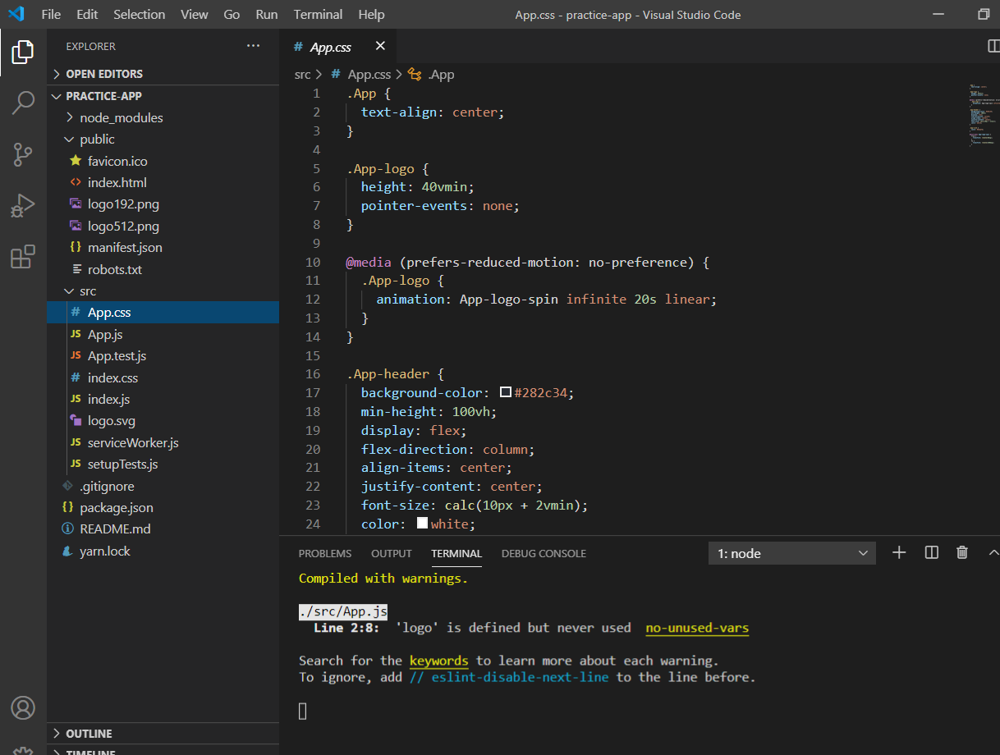 File Edit Selection View Go Run Terminal Help App.css - practice-app - Visual Studio Code
EXPLORER
OPEN EDITORS
PRACTICE-APP
node_modules
public
favicon.ico
index.html
logo192.png
logo512.png
manifest.json
robots.txt
src
App.css
App.js
App.test.js
index.css
index.js
logo.svg
serviceWorker.js
setupTests.js
.gitignore
package.json
README.md
yarn.lock
OUTLINE
TIMELINE
# App.css
src > # App.css > .App
1 .App {
2 text-align: center;
3 }
4
5 .App-logo {
6 height: 40vmin;
7 pointer-events: none;
8 }
9
10 @media (prefers-reduced-motion: no-preference) {
11 .App-logo {
12 animation: App-logo-spin infinite 20s linear;
13 }
14 }
15
16 .App-header {
17 background-color: #282c34;
18 min-height: 100vh;
19 display: flex;
20 flex-direction: column;
21 align-items: center;
22 justify-content: center;
23 font-size: calc(10px + 2vmin);
24 color: white;
PROBLEMS OUTPUT TERMINAL DEBUG CONSOLE 1: node
Compiled with warnings.
./src/App.js
Line 2:8: 'logo' is defined but never used no-unused-vars
Search for the keywords to learn more about each warning.
To ignore, add // eslint-disable-next-line to the line before.